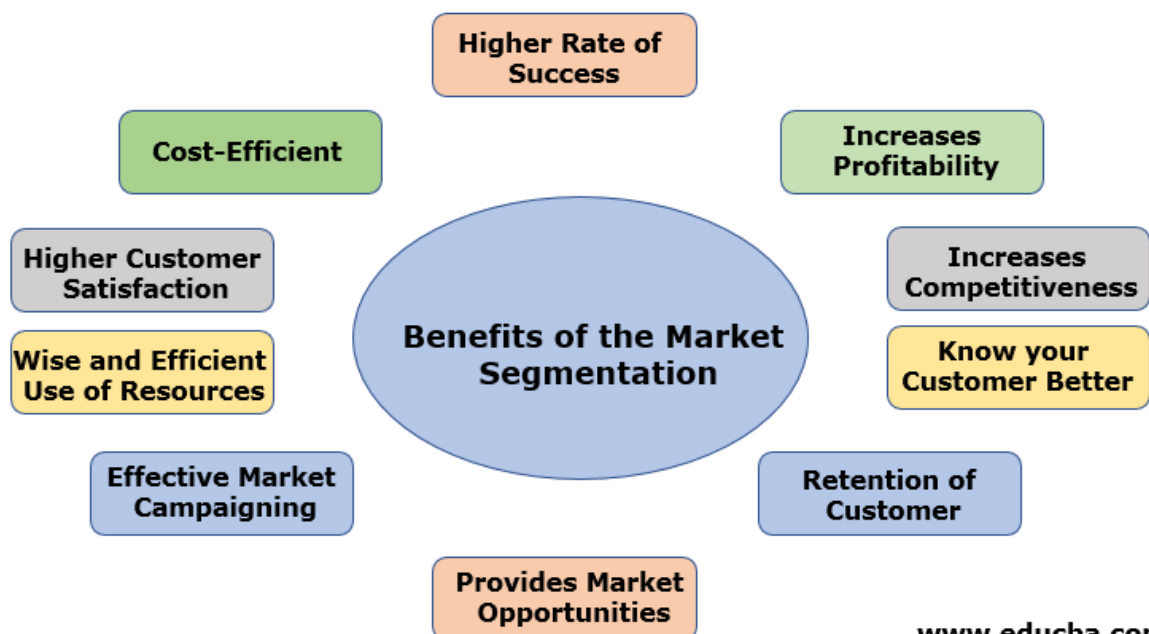 Higher Rate of
Success
Cost-Efficient
Increases
Profitability
Higher Customer
Satisfaction
Increases
Competitiveness
Benefits of the Market
Segmentation
Wise and Efficient
Use of Resources
Know your
Customer Better
Effective Market
Campaigning
Retention of
Customer
Provides Market
Opportunities